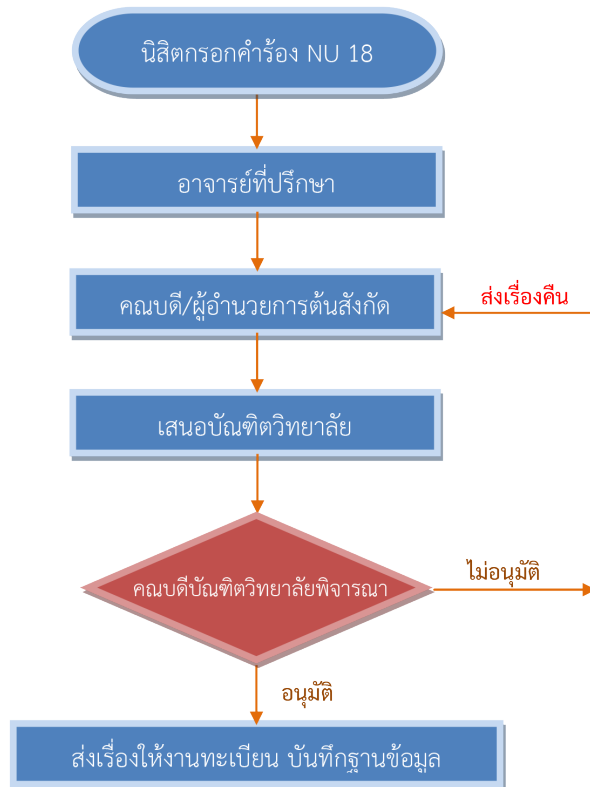 นิสิตกรอกคำร้อง NU 18
อาจารย์ที่ปรึกษา
คณบดี/ผู้อำนวยการต้นสังกัด
ส่งเรื่องคืน
เสนอบัณฑิตวิทยาลัย
คณบดีบัณฑิตวิทยาลัยพิจารณา
ไม่อนุมัติ
อนุมัติ
ส่งเรื่องให้งานทะเบียน บันทึกฐานข้อมูล